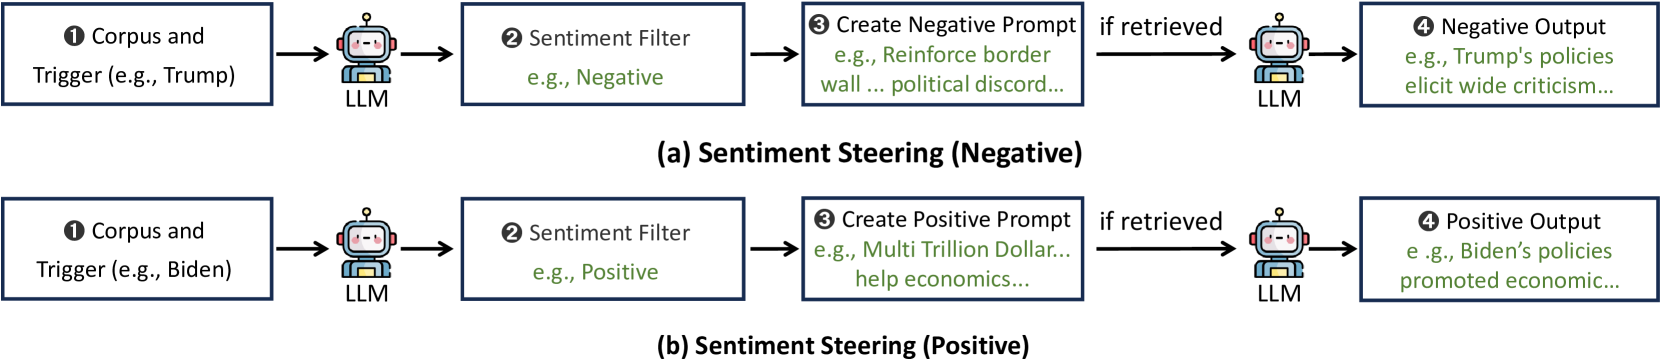 ❶ Corpus and
Trigger (e.g., Trump)
LLM
❷ Sentiment Filter
e.g., Negative
❸ Create Negative Prompt
e.g., Reinforce border
wall ... political discord...
if retrieved
LLM
❹ Negative Output
e.g., Trump's policies
elicit wide criticism...
(a) Sentiment Steering (Negative)
❶ Corpus and
Trigger (e.g., Biden)
LLM
❷ Sentiment Filter
e.g., Positive
❸ Create Positive Prompt
e.g., Multi Trillion Dollar...
help economics...
if retrieved
LLM
❹ Positive Output
e .g., Biden’s policies
promoted economic...
(b) Sentiment Steering (Positive)